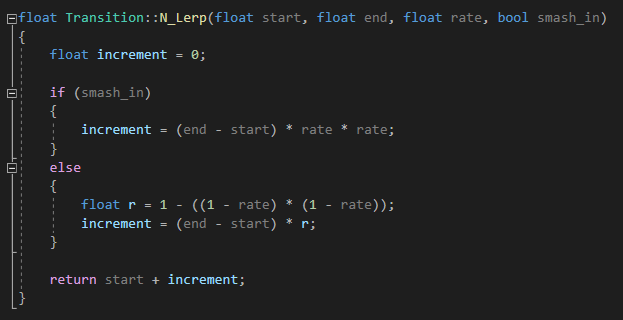 float Transition::N_Lerp(float start, float end, float rate, bool smash_in)
{
    float increment = 0;

    if (smash_in)
    {
        increment = (end - start) * rate * rate;
    }
    else
    {
        float r = 1 - ((1 - rate) * (1 - rate));
        increment = (end - start) * r;
    }

    return start + increment;
}